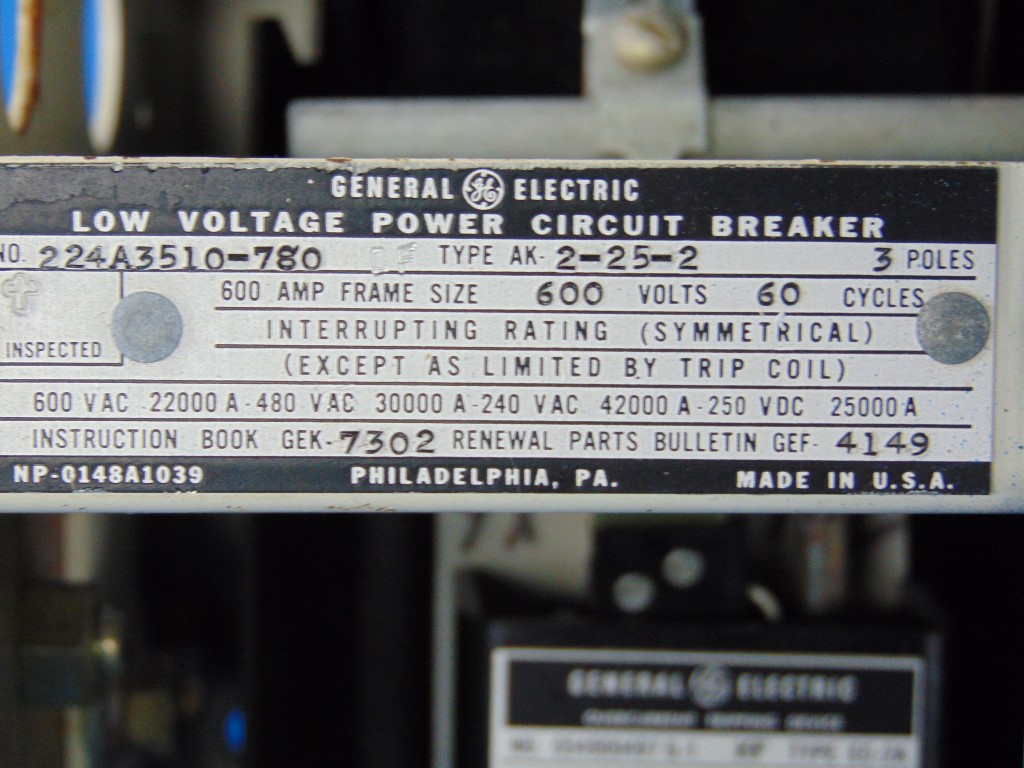 GENERAL GE ELECTRIC
LOW VOLTAGE POWER CIRCUIT BREAKER
NO. 224A3510-780 TYPE AK- 2-25-2 3 POLES
600 AMP FRAME SIZE 600 VOLTS 60 CYCLES
INTERRUPTING RATING (SYMMETRICAL)
INSPECTED
(EXCEPT AS LIMITED BY TRIP COIL)
600 VAC 22000 A-480 VAC 30000 A-240 VAC 42000 A-250 VDC 25000 A
INSTRUCTION BOOK GEK-7302 RENEWAL PARTS BULLETIN GEF- 4149
NP-0148A1039 PHILADELPHIA, PA. MADE IN U.S.A.
GENERAL GE ELECTRIC